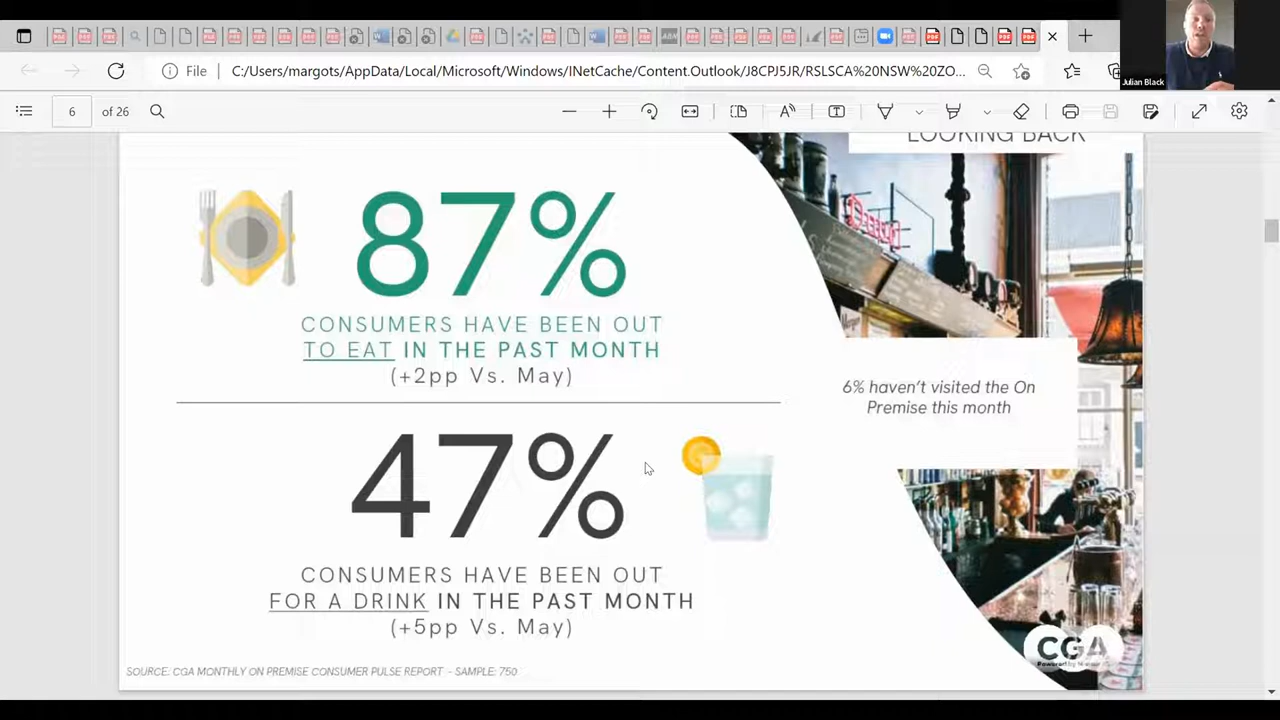 File
C:/Users/margots/AppData/Local/Microsoft/Windows/INetCache/Content.Outlook/J8CPJ5JR/RSLSCA%20NSW%20ZO...
Julian Black
6 of 26
LOOKING BACK
87%
CONSUMERS HAVE BEEN OUT
TO EAT IN THE PAST MONTH
(+2pp Vs. May)
6% haven't visited the On
Premise this month
47%
CONSUMERS HAVE BEEN OUT
FOR A DRINK IN THE PAST MONTH
(+5pp Vs. May)
CGA
SOURCE: CGA MONTHLY ON PREMISE CONSUMER PULSE REPORT - SAMPLE: 750